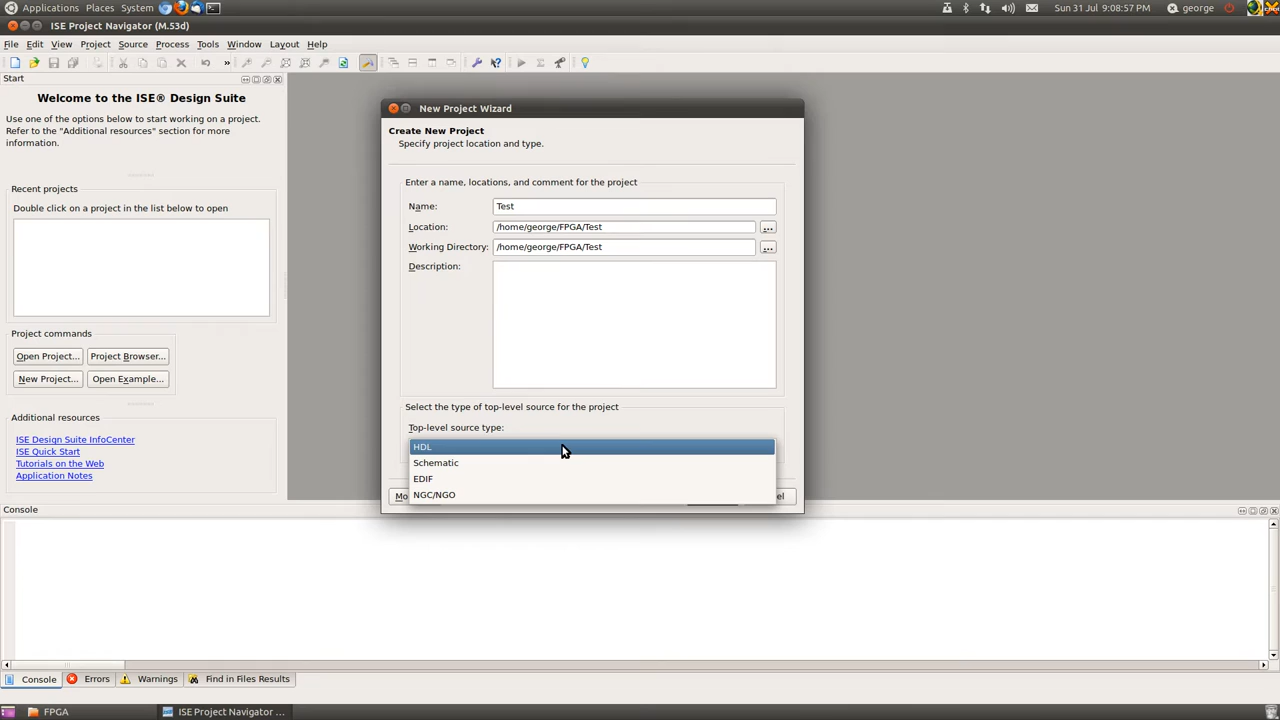 Applications Places System
Sun 31 Jul 9:08:57 PM george
ISE Project Navigator (M.53d)
File Edit View Project Source Process Tools Window Layout Help
»
Start
Welcome to the ISE® Design Suite
Use one of the options below to start working on a project.
Refer to the "Additional resources" section for more
information.
Recent projects
Double click on a project in the list below to open
Project commands
Open Project... Project Browser...
New Project... Open Example...
Additional resources
ISE Design Suite InfoCenter
ISE Quick Start
Tutorials on the Web
Application Notes
New Project Wizard
Create New Project
Specify project location and type.
Enter a name, locations, and comment for the project
Name: Test
Location: /home/george/FPGA/Test ...
Working Directory: /home/george/FPGA/Test ...
Description:
Select the type of top-level source for the project
Top-level source type:
HDL
Schematic
EDIF
NGC/NGO
Mo
el
Console
Console Errors Warnings Find in Files Results
FPGA ISE Project Navigator ...